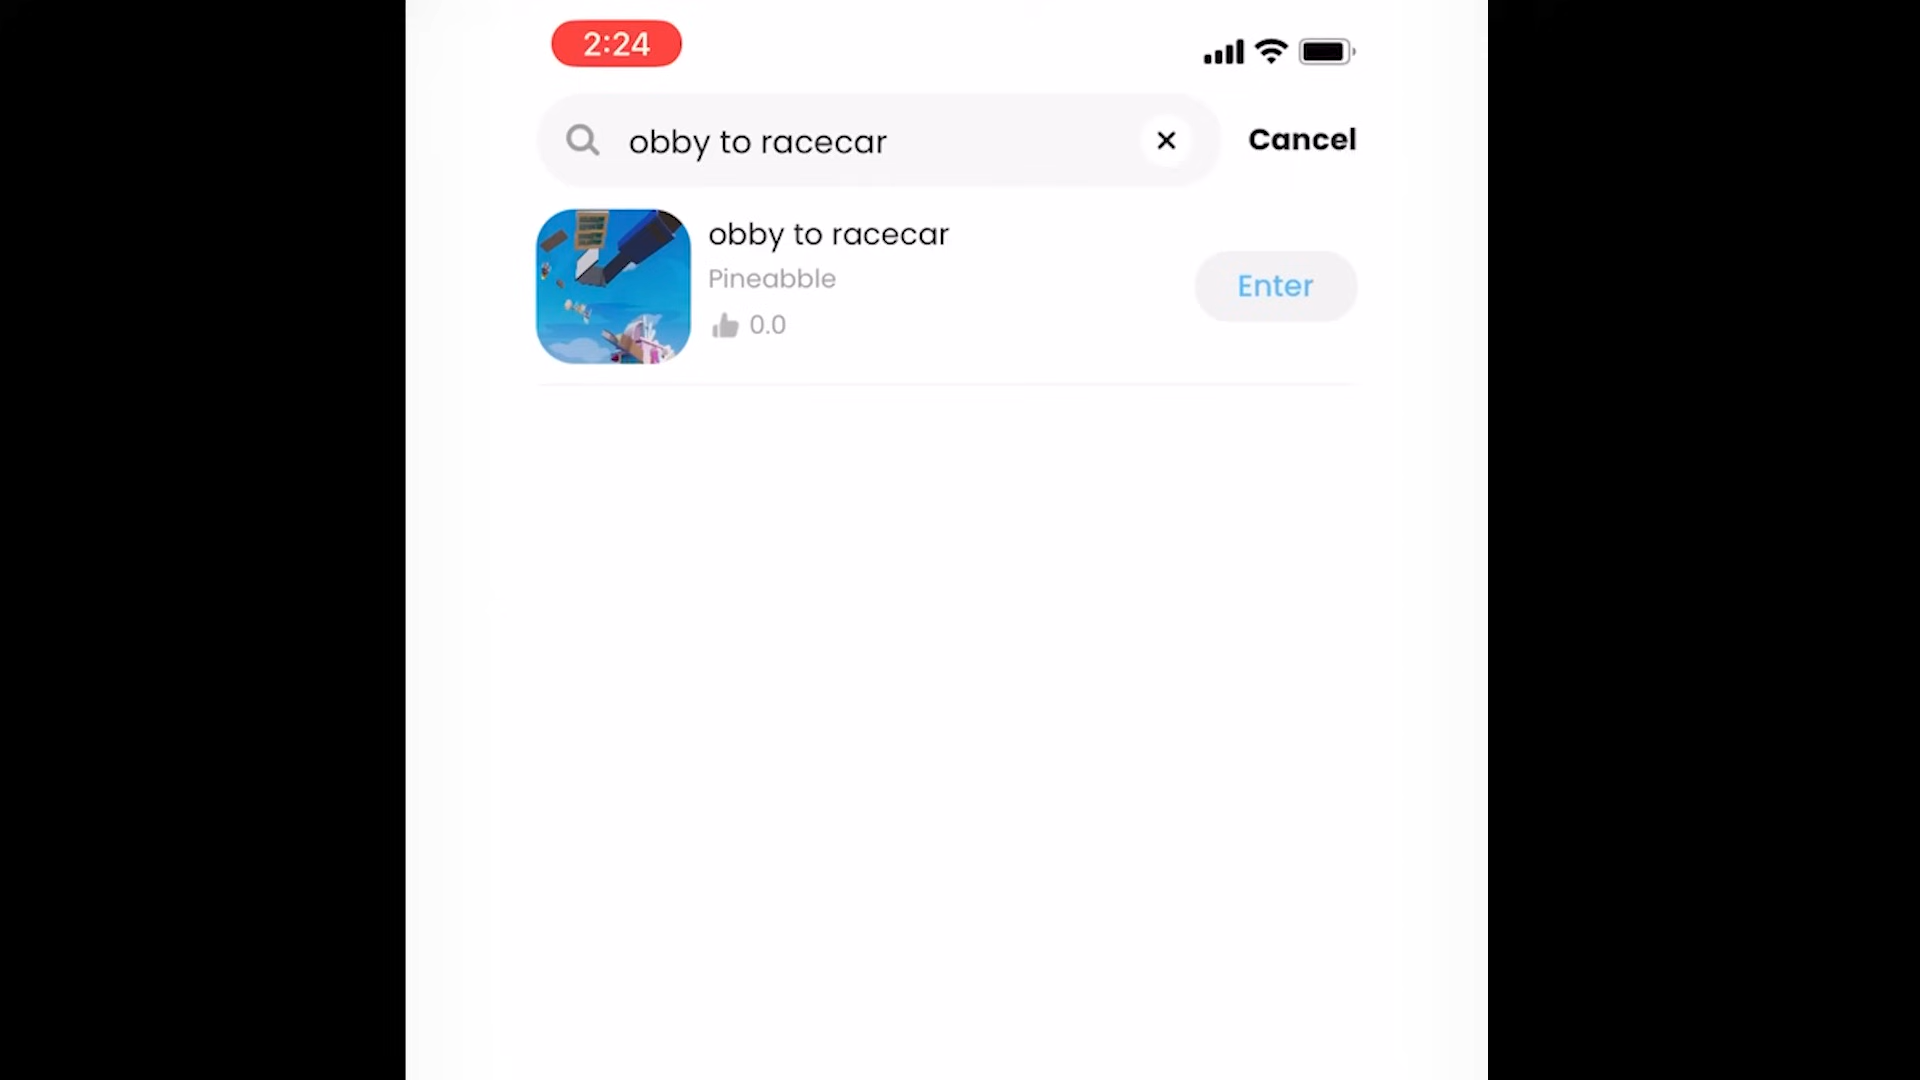 2:24
obby to racecar
Cancel
obby to racecar
Pineabble
0.0
Enter